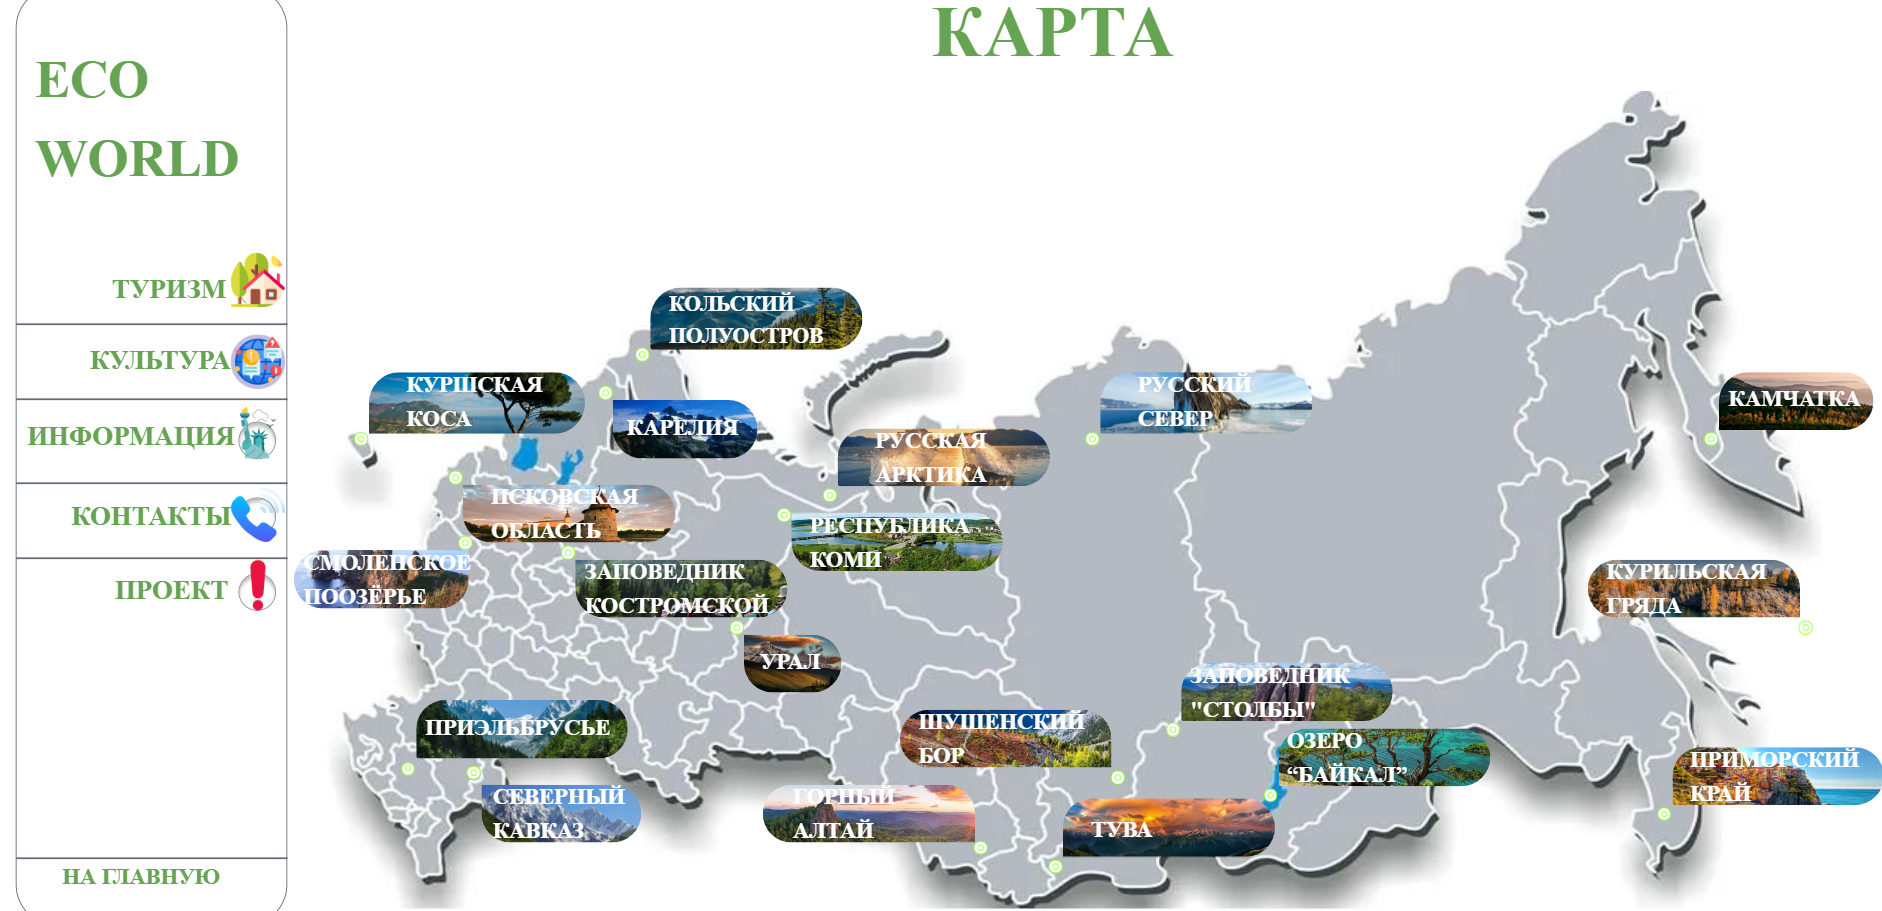 КАРТА
ECO
WORLD
ТУРИЗМ
КУЛЬТУРА
ИНФОРМАЦИЯ
КОНТАКТЫ
ПРОЕКТ
НА ГЛАВНУЮ
КОЛЬСКИЙ
ПОЛУОСТРОВ
КУРШСКАЯ
КОСА
КАРЕЛИЯ
РУССКАЯ
АРКТИКА
РУССКИЙ
СЕВЕР
КАМЧАТКА
ПСКОВСКАЯ
ОБЛАСТЬ
РЕСПУБЛИКА
КОМИ
СМОЛЕНСКОЕ
ПООЗЁРЬЕ
ЗАПОВЕДНИК
КОСТРОМСКОЙ
КУРИЛЬСКАЯ
ГРЯДА
УРАЛ
ЗАПОВЕДНИК
"СТОЛБЫ"
ПРИЭЛЬБРУСЬЕ
ШУШЕНСКИЙ
БОР
ОЗЕРО
“БАЙКАЛ”
ПРИМОРСКИЙ
КРАЙ
СЕВЕРНЫЙ
КАВКАЗ
ГОРНЫЙ
АЛТАЙ
ТУВА